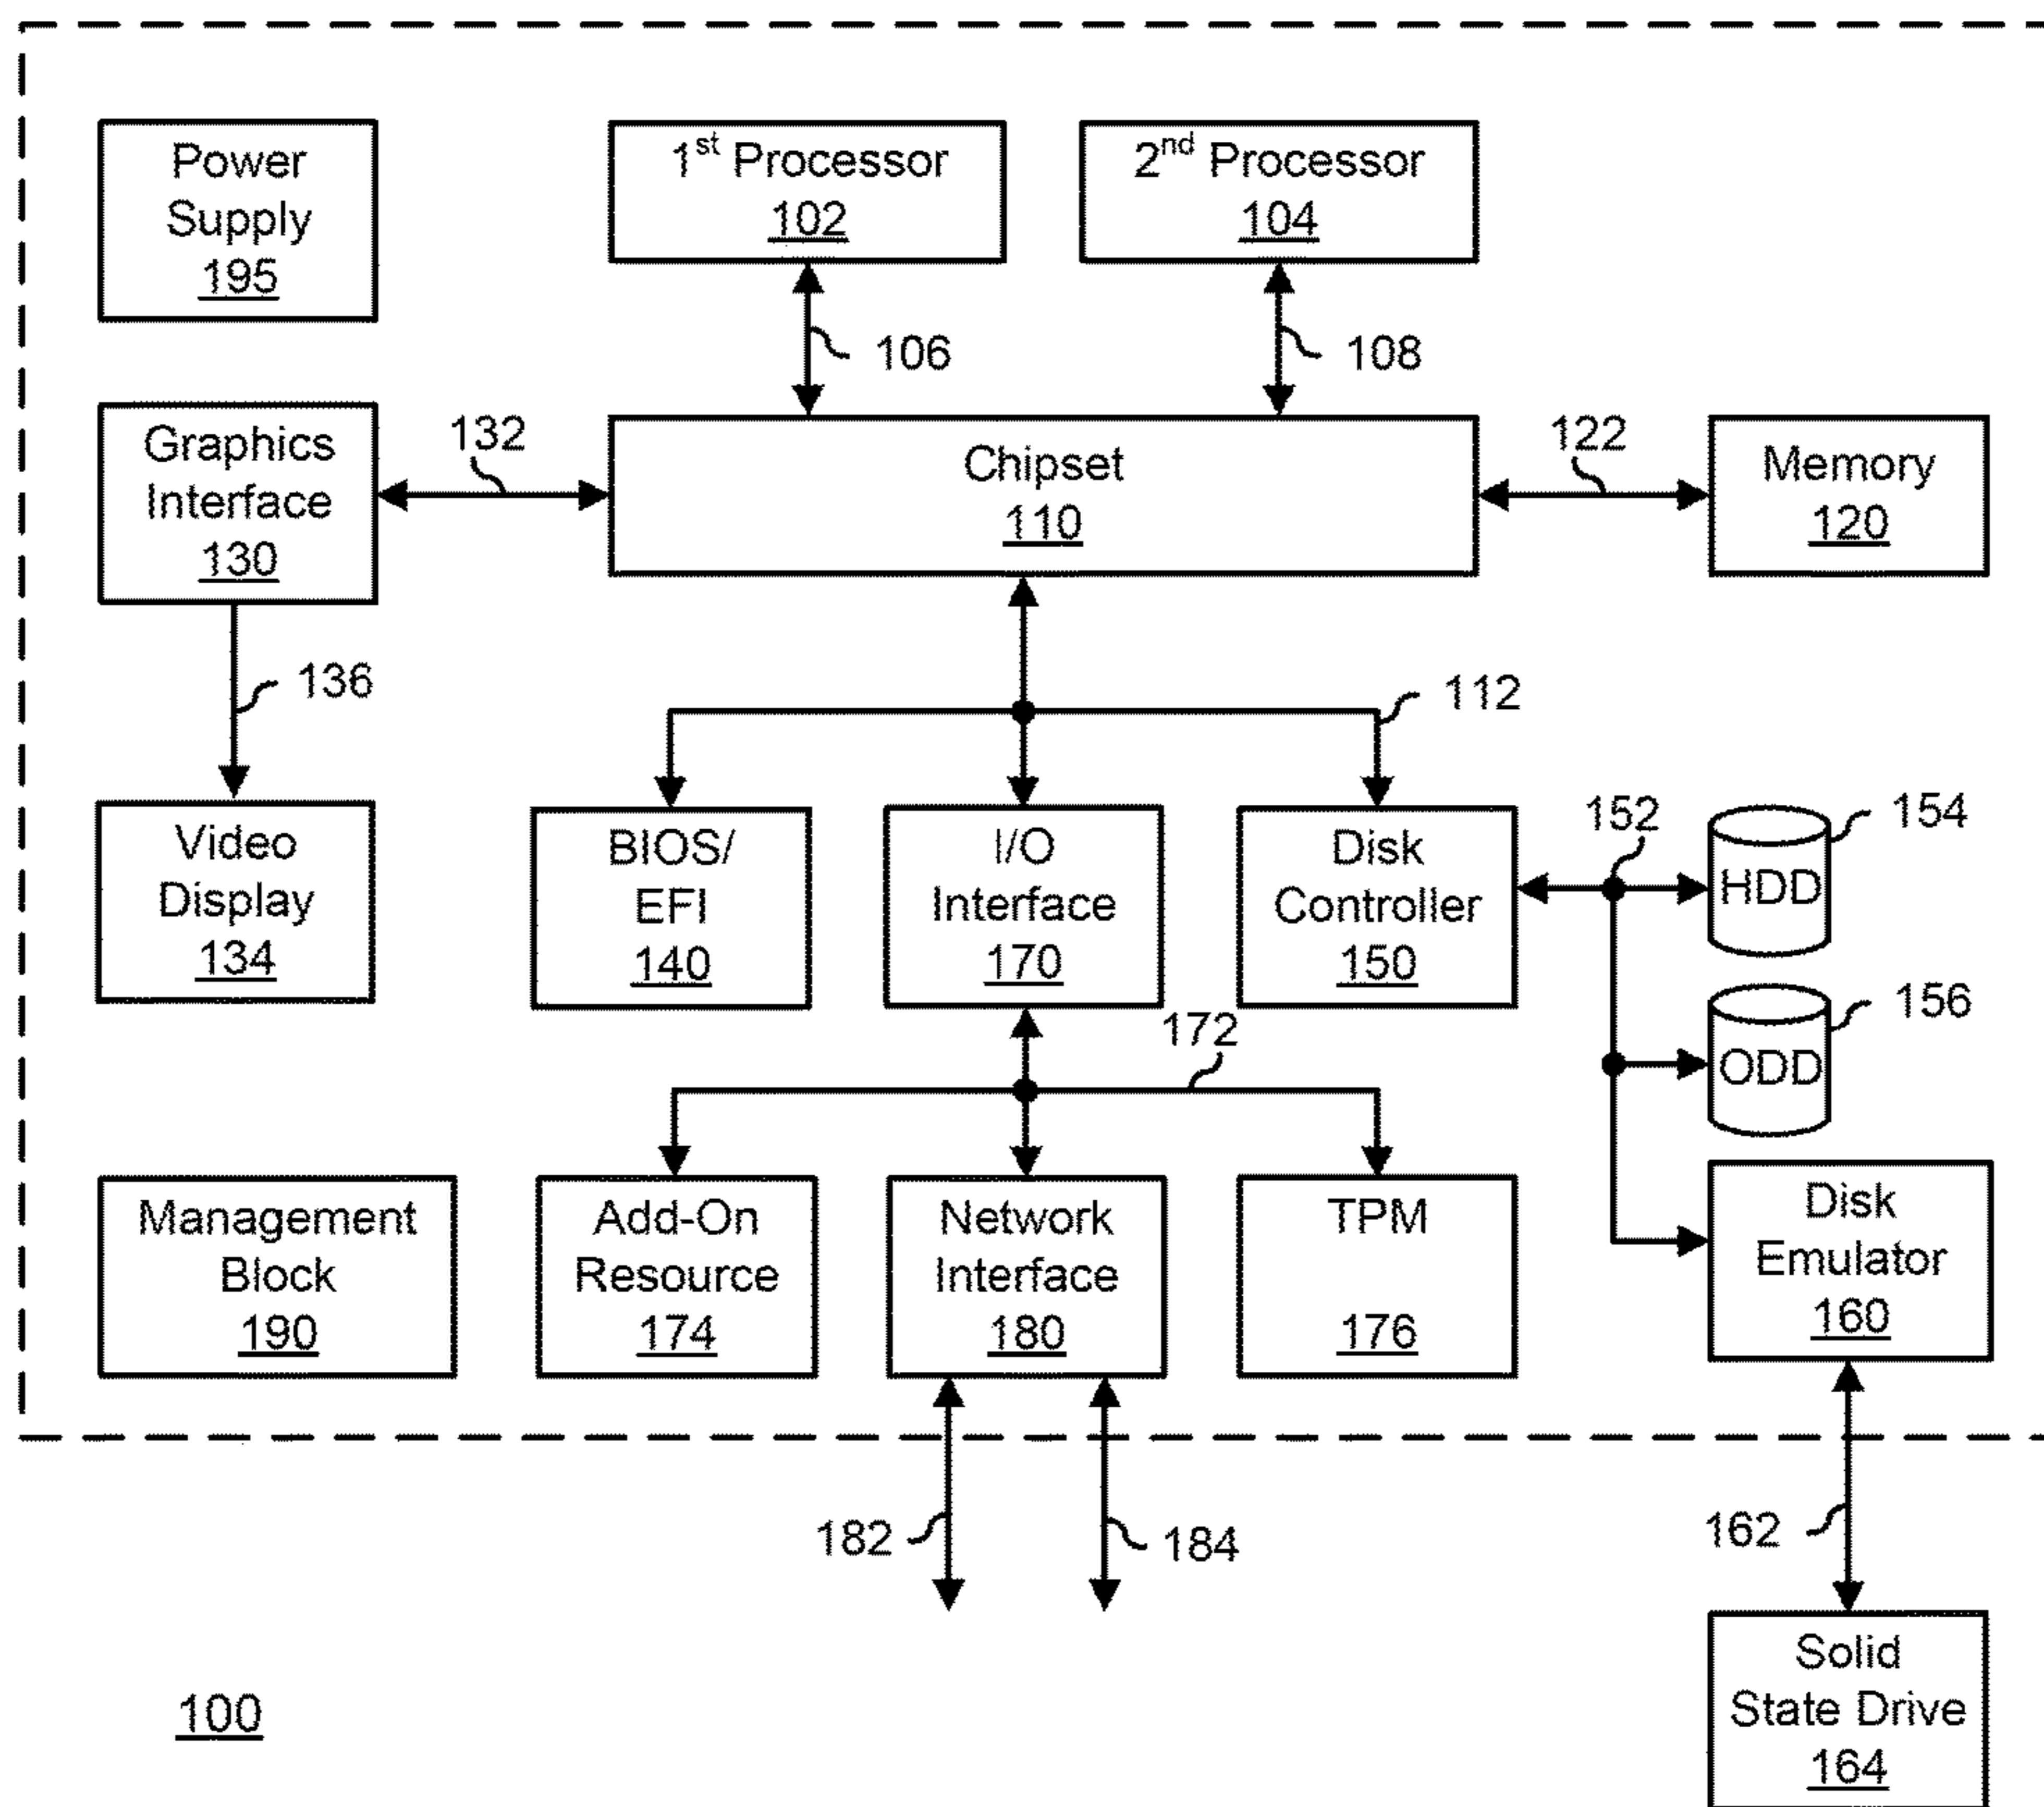 Power
Supply
195
1st Processor
102
2nd Processor
104
106
108
Graphics
Interface
130
132
Chipset
110
122
Memory
120
136
112
Video
Display
134
BIOS/
EFI
140
I/O
Interface
170
Disk
Controller
150
152
154
HDD
156
ODD
172
Management
Block
190
Add-On
Resource
174
Network
Interface
180
TPM
176
Disk
Emulator
160
182
184
162
Solid
State Drive
164
100